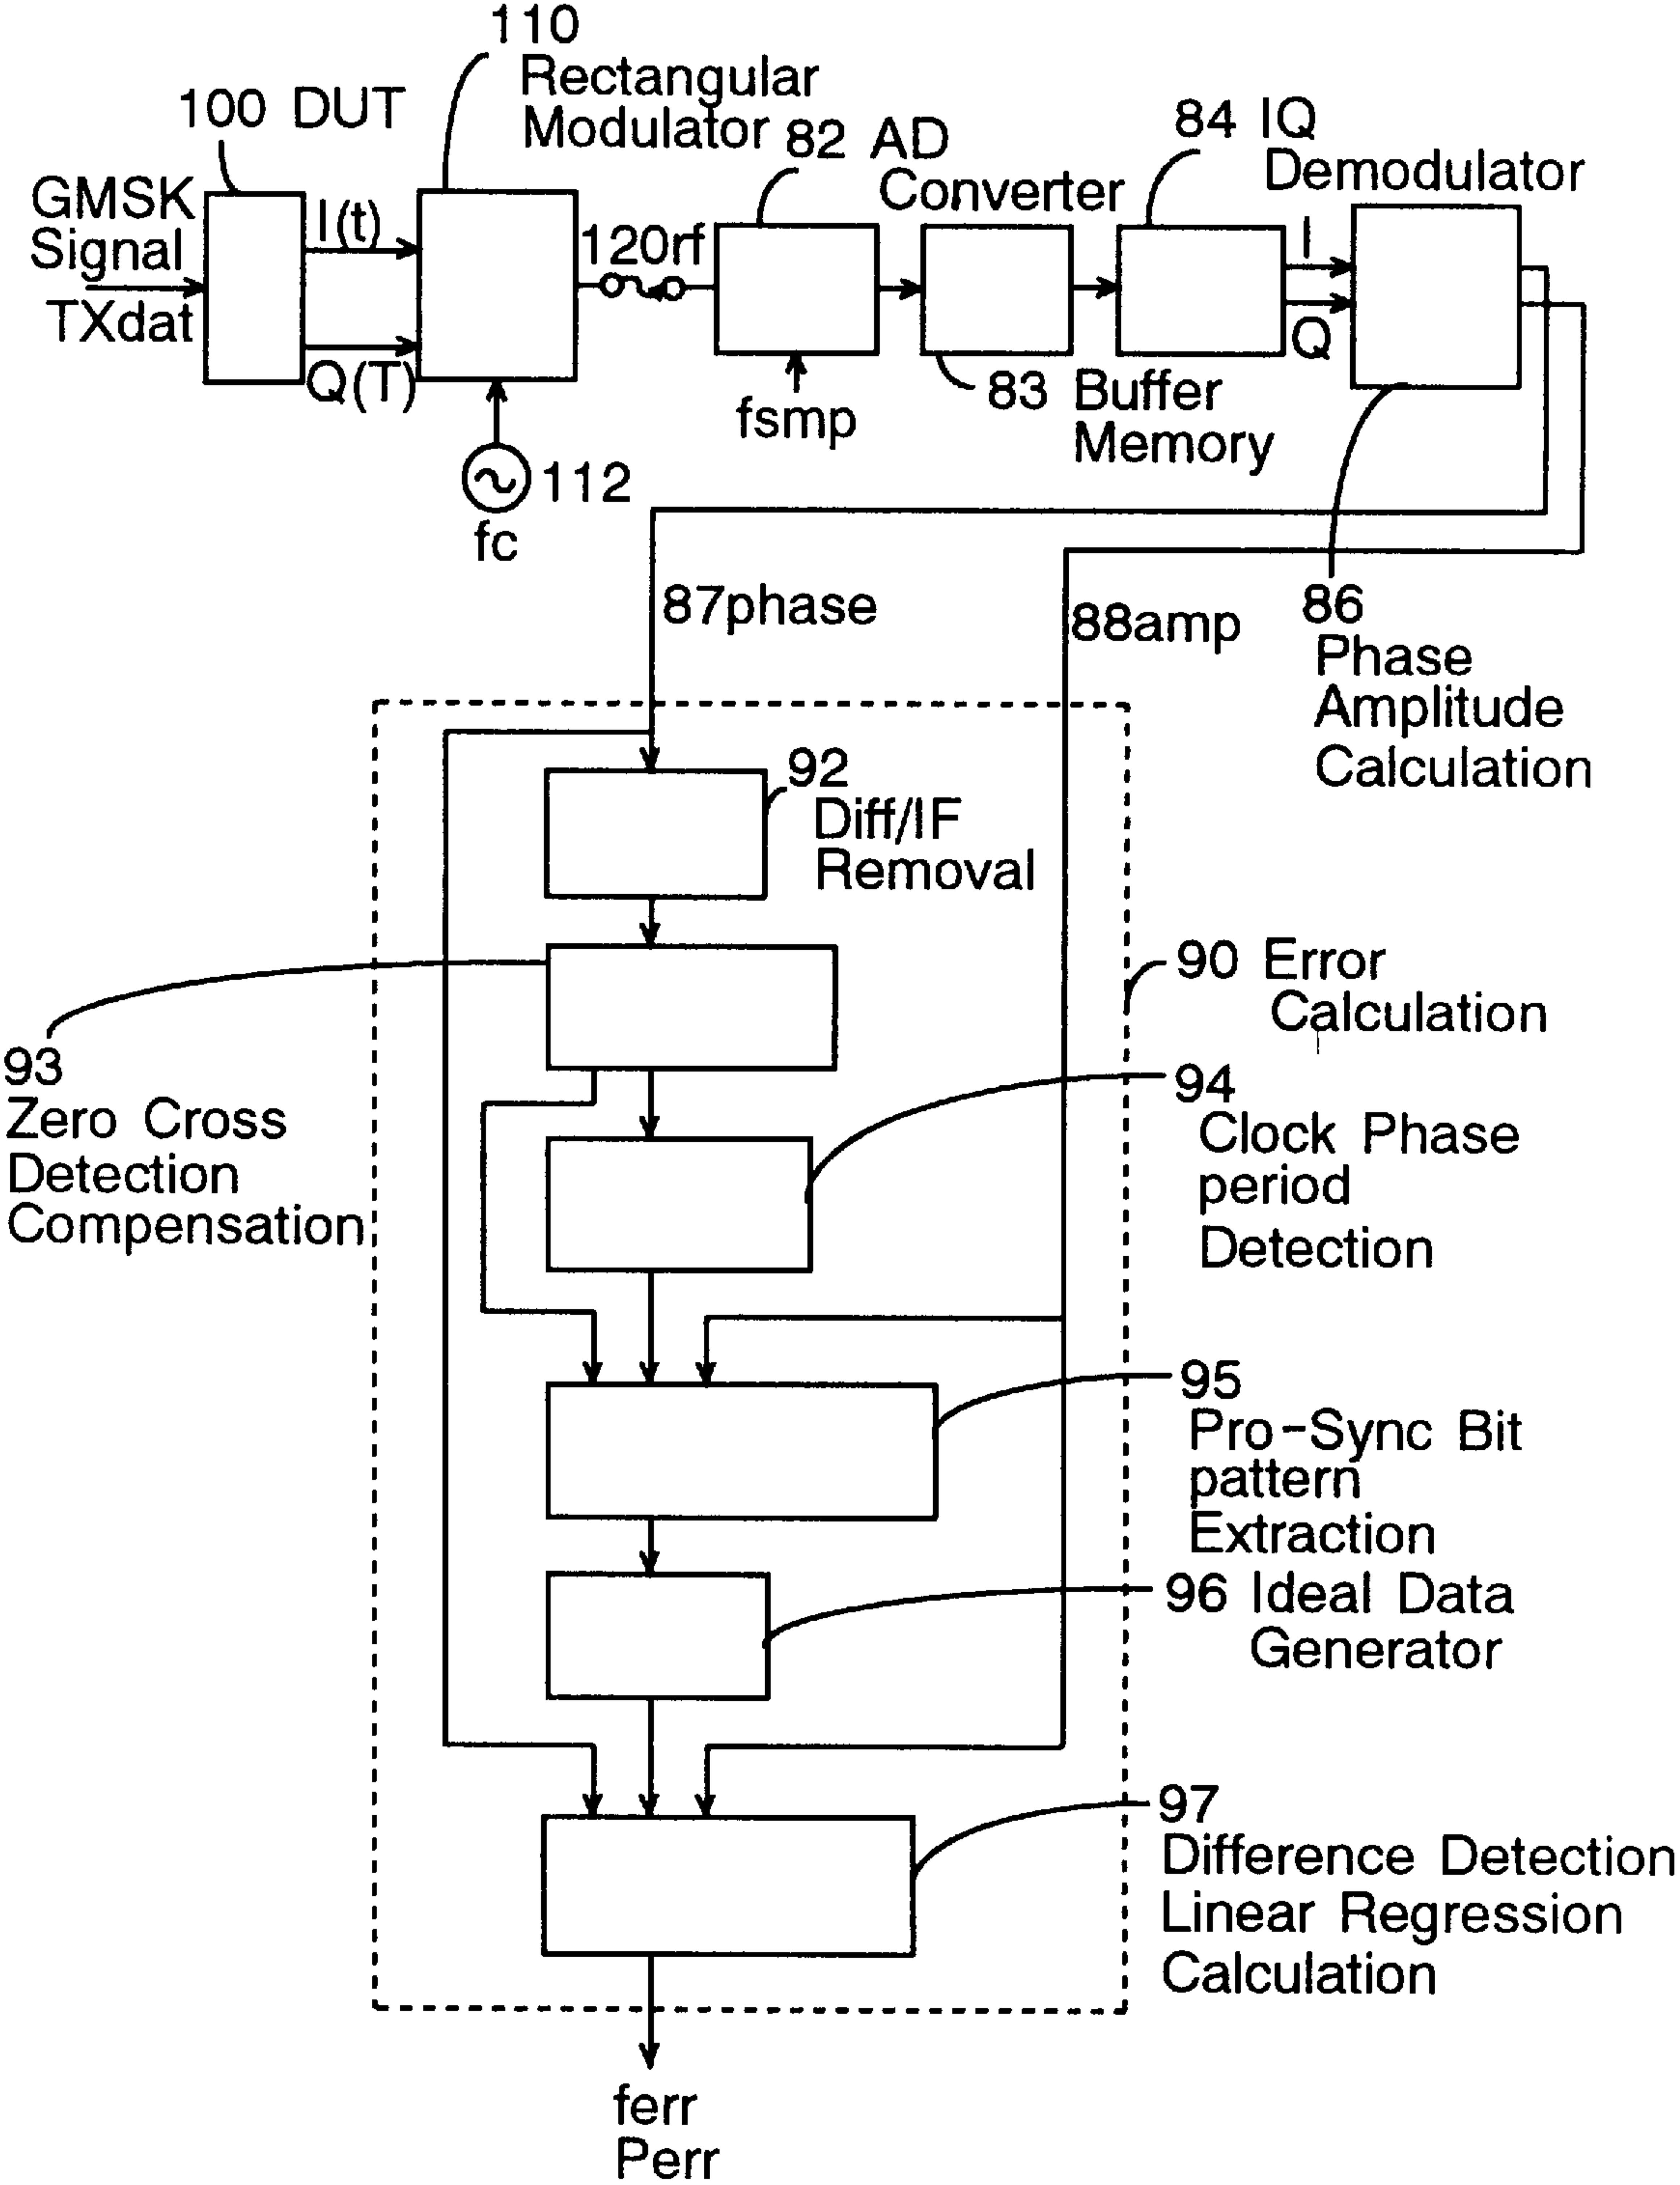 110
Rectangular
Modulator
100 DUT
82 AD
Converter
84 IQ
Demodulator
GMSK
Signal
TXdat
I(t)
Q(T)
120rf
I
Q
fsmp
83 Buffer
Memory
112
fc
87phase
88amp
86
Phase
Amplitude
Calculation
92
Diff/IF
Removal
90 Error
Calculation
93
Zero Cross
Detection
Compensation
94
Clock Phase
period
Detection
95
Pro-Sync Bit
pattern
Extraction
96 Ideal Data
Generator
97
Difference Detection
Linear Regression
Calculation
ferr
Perr